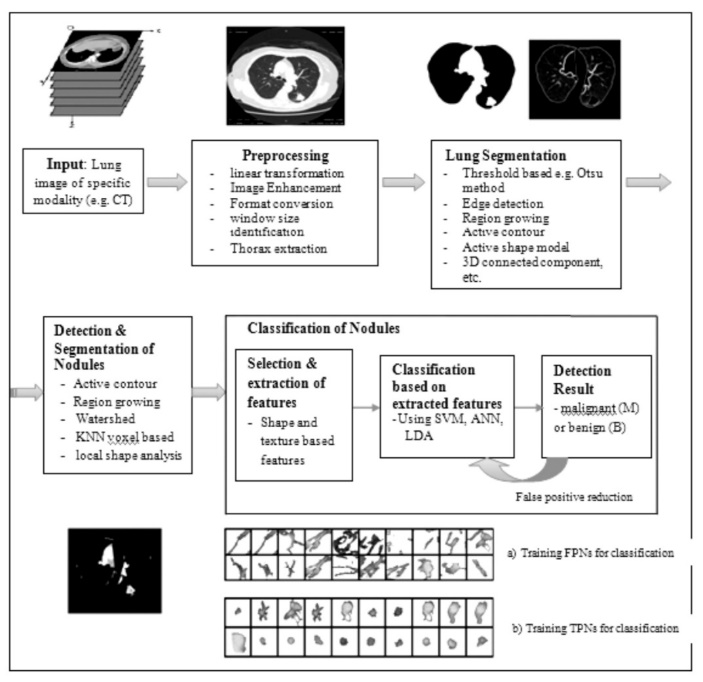 Input: Lung
image of specific
modality (e.g. CT)
Preprocessing
- linear transformation
- Image Enhancement
- Format conversion
- window size
identification
- Thorax extraction
Lung Segmentation
- Threshold based e.g. Otsu
method
- Edge detection
- Region growing
- Active contour
- Active shape model
- 3D connected component,
etc.
Detection &
Segmentation of
Nodules
- Active contour
- Region growing
- Watershed
- KNN voxel based
- local shape analysis
Classification of Nodules
Selection &
extraction of
features
- Shape and
texture based
features
Classification
based on
extracted features
-Using SVM, ANN,
LDA
Detection
Result
- malignant (M)
or benign (B)
False positive reduction
a) Training FPNs for classification
b) Training TPNs for classification